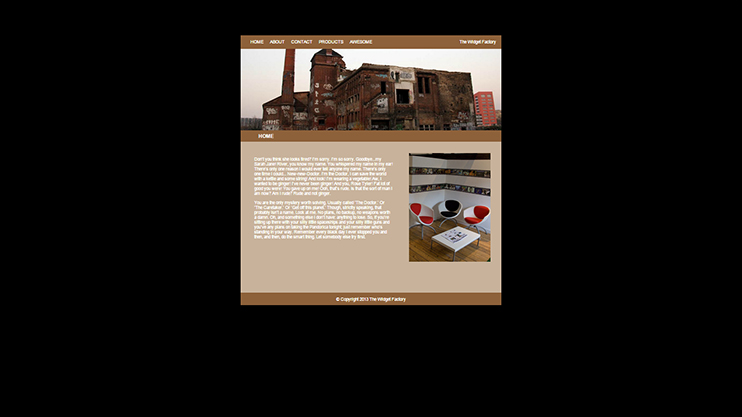 HOME ABOUT CONTACT PRODUCTS AWESOME The Widget Factory
HOME
Don't you think she looks tired? I'm sorry. I'm so sorry. Goodbye...my
Sarah Jane! River, you know my name. You whispered my name in my ear!
There's only one reason I would ever tell anyone my name. There's only
one time I could... New-new-Doctor. I'm the Doctor, I can save the world
with a kettle and some string! And look! I'm wearing a vegetable.
wanted to be ginger! I've never been ginger! And you, Rose Tyler! Fat lot of
good you were! You gave up on me! Ooh, that's rude. Is that the sort of man I
am now? Am I rude? Rude and not ginger.
You are the only mystery worth solving. Usually called 'The Doctor.' Or
'The Caretaker.' Or 'Get off this planet.' Though, strictly speaking, that
probably isn't a name. Look at me. No plans, no backup, no weapons worth
a damn! Oh, and something else I don't have: anything to lose. So, if you're
sitting up there with your silly little spaceships and your silly little guns and
you've any plans on taking the Pandorica tonight; just remember who's
standing in your way. Remember every black day I ever stopped you and
then, and then, do the smart thing. Let somebody else try first.
© Copyright 2013 The Widget Factory